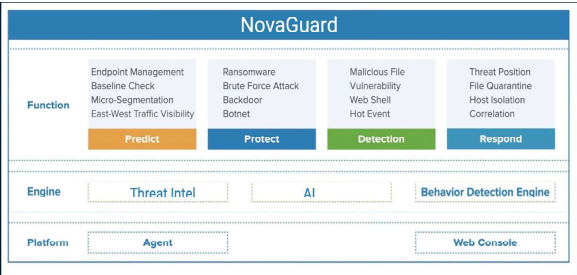 NovaGuard
Function
Endpoint Management
Baseline Check
Micro-Segmentation
East-West Traffic Visibility
Predict
Ransomware
Brute Force Attack
Backdoor
Botnet
Protect
Malicious File
Vulnerability
Web Shell
Hot Event
Detection
Threat Position
File Quarantine
Host Isolation
Correlation
Respond
Engine
Threat Intel
AI
Behavior Detection Engine
Platform
Agent
Web Console